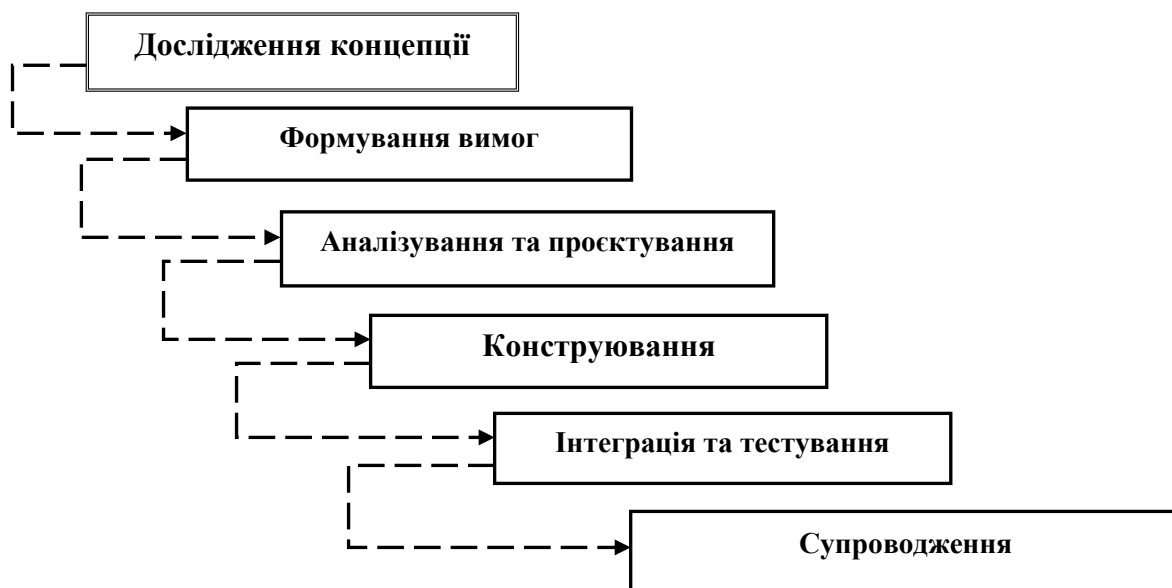 Дослідження концепції
Формування вимог
Аналізування та проєктування
Конструювання
Інтеграція та тестування
Супроводження